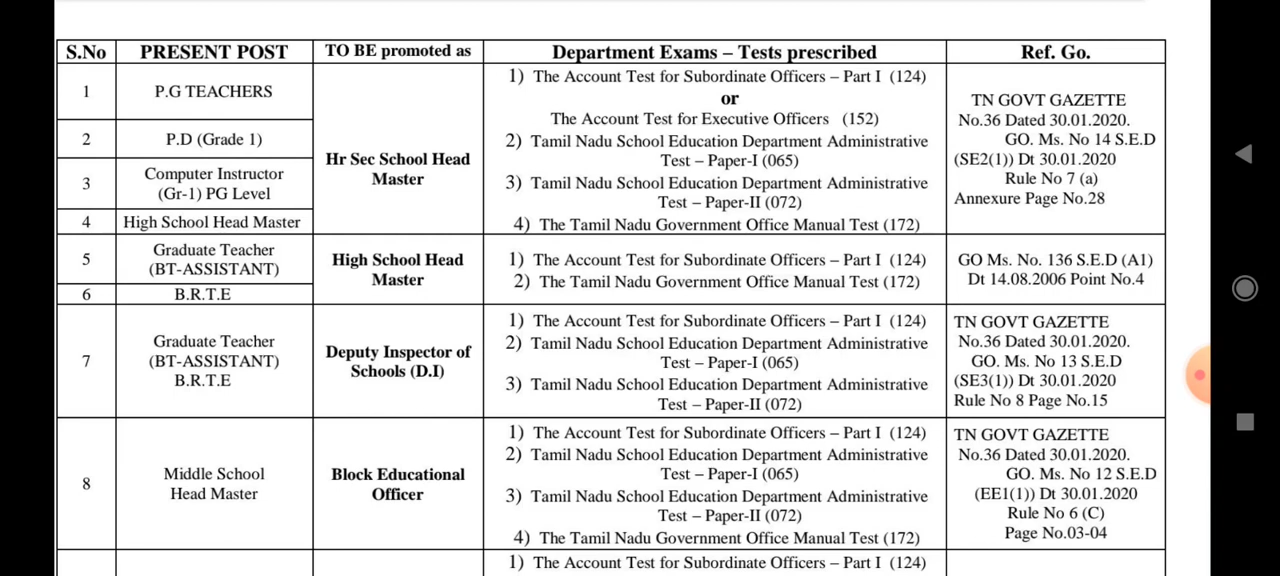 S.No PRESENT POST TO BE promoted as Department Exams – Tests prescribed Ref. Go.
1 P.G TEACHERS
2 P.D (Grade 1)
3 Computer Instructor
(Gr-1) PG Level
4 High School Head Master
Hr Sec School Head
Master
1) The Account Test for Subordinate Officers – Part I (124)
or
The Account Test for Executive Officers (152)
2) Tamil Nadu School Education Department Administrative
Test – Paper-I (065)
3) Tamil Nadu School Education Department Administrative
Test – Paper-II (072)
4) The Tamil Nadu Government Office Manual Test (172)
TN GOVT GAZETTE
No.36 Dated 30.01.2020.
GO. Ms. No 14 S.E.D
(SE2(1)) Dt 30.01.2020
Rule No 7 (a)
Annexure Page No.28
5 Graduate Teacher
(BT-ASSISTANT)
6 B.R.T.E
High School Head
Master
1) The Account Test for Subordinate Officers – Part I (124)
2) The Tamil Nadu Government Office Manual Test (172)
GO Ms. No. 136 S.E.D (A1)
Dt 14.08.2006 Point No.4
7 Graduate Teacher
(BT-ASSISTANT)
B.R.T.E
Deputy Inspector of
Schools (D.I)
1) The Account Test for Subordinate Officers – Part I (124)
2) Tamil Nadu School Education Department Administrative
Test – Paper-I (065)
3) Tamil Nadu School Education Department Administrative
Test – Paper-II (072)
TN GOVT GAZETTE
No.36 Dated 30.01.2020.
GO. Ms. No 13 S.E.D
(SE3(1)) Dt 30.01.2020
Rule No 8 Page No.15
8 Middle School
Head Master
Block Educational
Officer
1) The Account Test for Subordinate Officers – Part I (124)
2) Tamil Nadu School Education Department Administrative
Test – Paper-I (065)
3) Tamil Nadu School Education Department Administrative
Test – Paper-II (072)
4) The Tamil Nadu Government Office Manual Test (172)
TN GOVT GAZETTE
No.36 Dated 30.01.2020.
GO. Ms. No 12 S.E.D
(EE1(1)) Dt 30.01.2020
Rule No 6 (C)
Page No.03-04
1) The Account Test for Subordinate Officers – Part I (124)